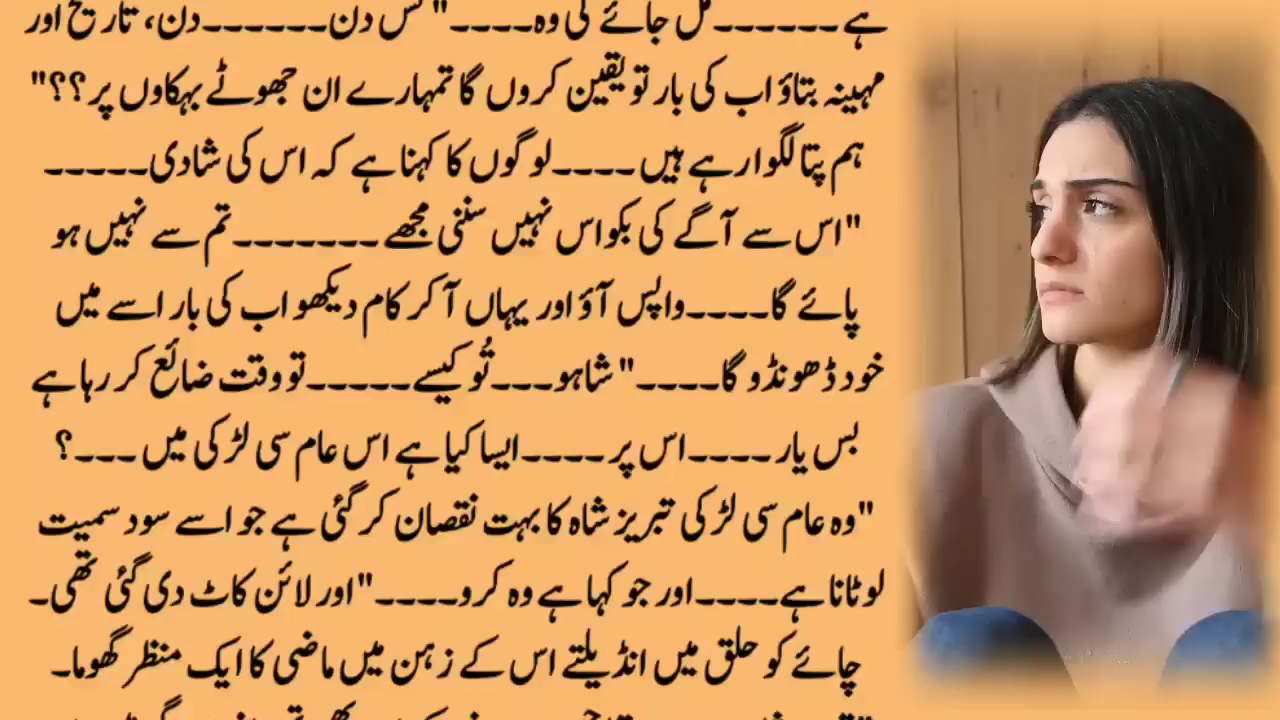 ہے۔۔۔۔۔۔مل جائے گی وہ۔۔۔۔" کس دن۔۔۔۔۔۔دن، تاریخ اور
مہینہ بتاؤ اب کی بار تو یقین کروں گا تمہارے ان جھوٹے بہکاوں پر؟؟"
ہم پتا لگوا رہے ہیں ۔۔۔۔لوگوں کا کہنا ہے کہ اس کی شادی۔۔۔۔۔
"اس سے آگے کی بکواس نہیں سننی مجھے۔۔۔۔۔۔۔تم سے نہیں ہو
پائے گا۔۔۔۔واپس آؤ اور یہاں آ کر کام دیکھو اب کی بار اسے میں
خود ڈھونڈو گا۔۔۔۔" شاہو۔۔۔تُو کیسے۔۔۔۔۔تو وقت ضائع کر رہا ہے
بس یار۔۔۔۔اس پر۔۔۔۔ایسا کیا ہے اس عام سی لڑکی میں ۔۔۔؟
"وہ عام سی لڑکی تبریز شاہ کا بہت نقصان کر گئی ہے جو اسے سود سمیت
لوٹانا ہے۔۔۔۔اور جو کہا ہے وہ کرو۔۔۔۔" اور لائن کاٹ دی گئی تھی۔
چائے کو حلق میں انڈیلتے اس کے زہن میں ماضی کا ایک منظر گھوما۔